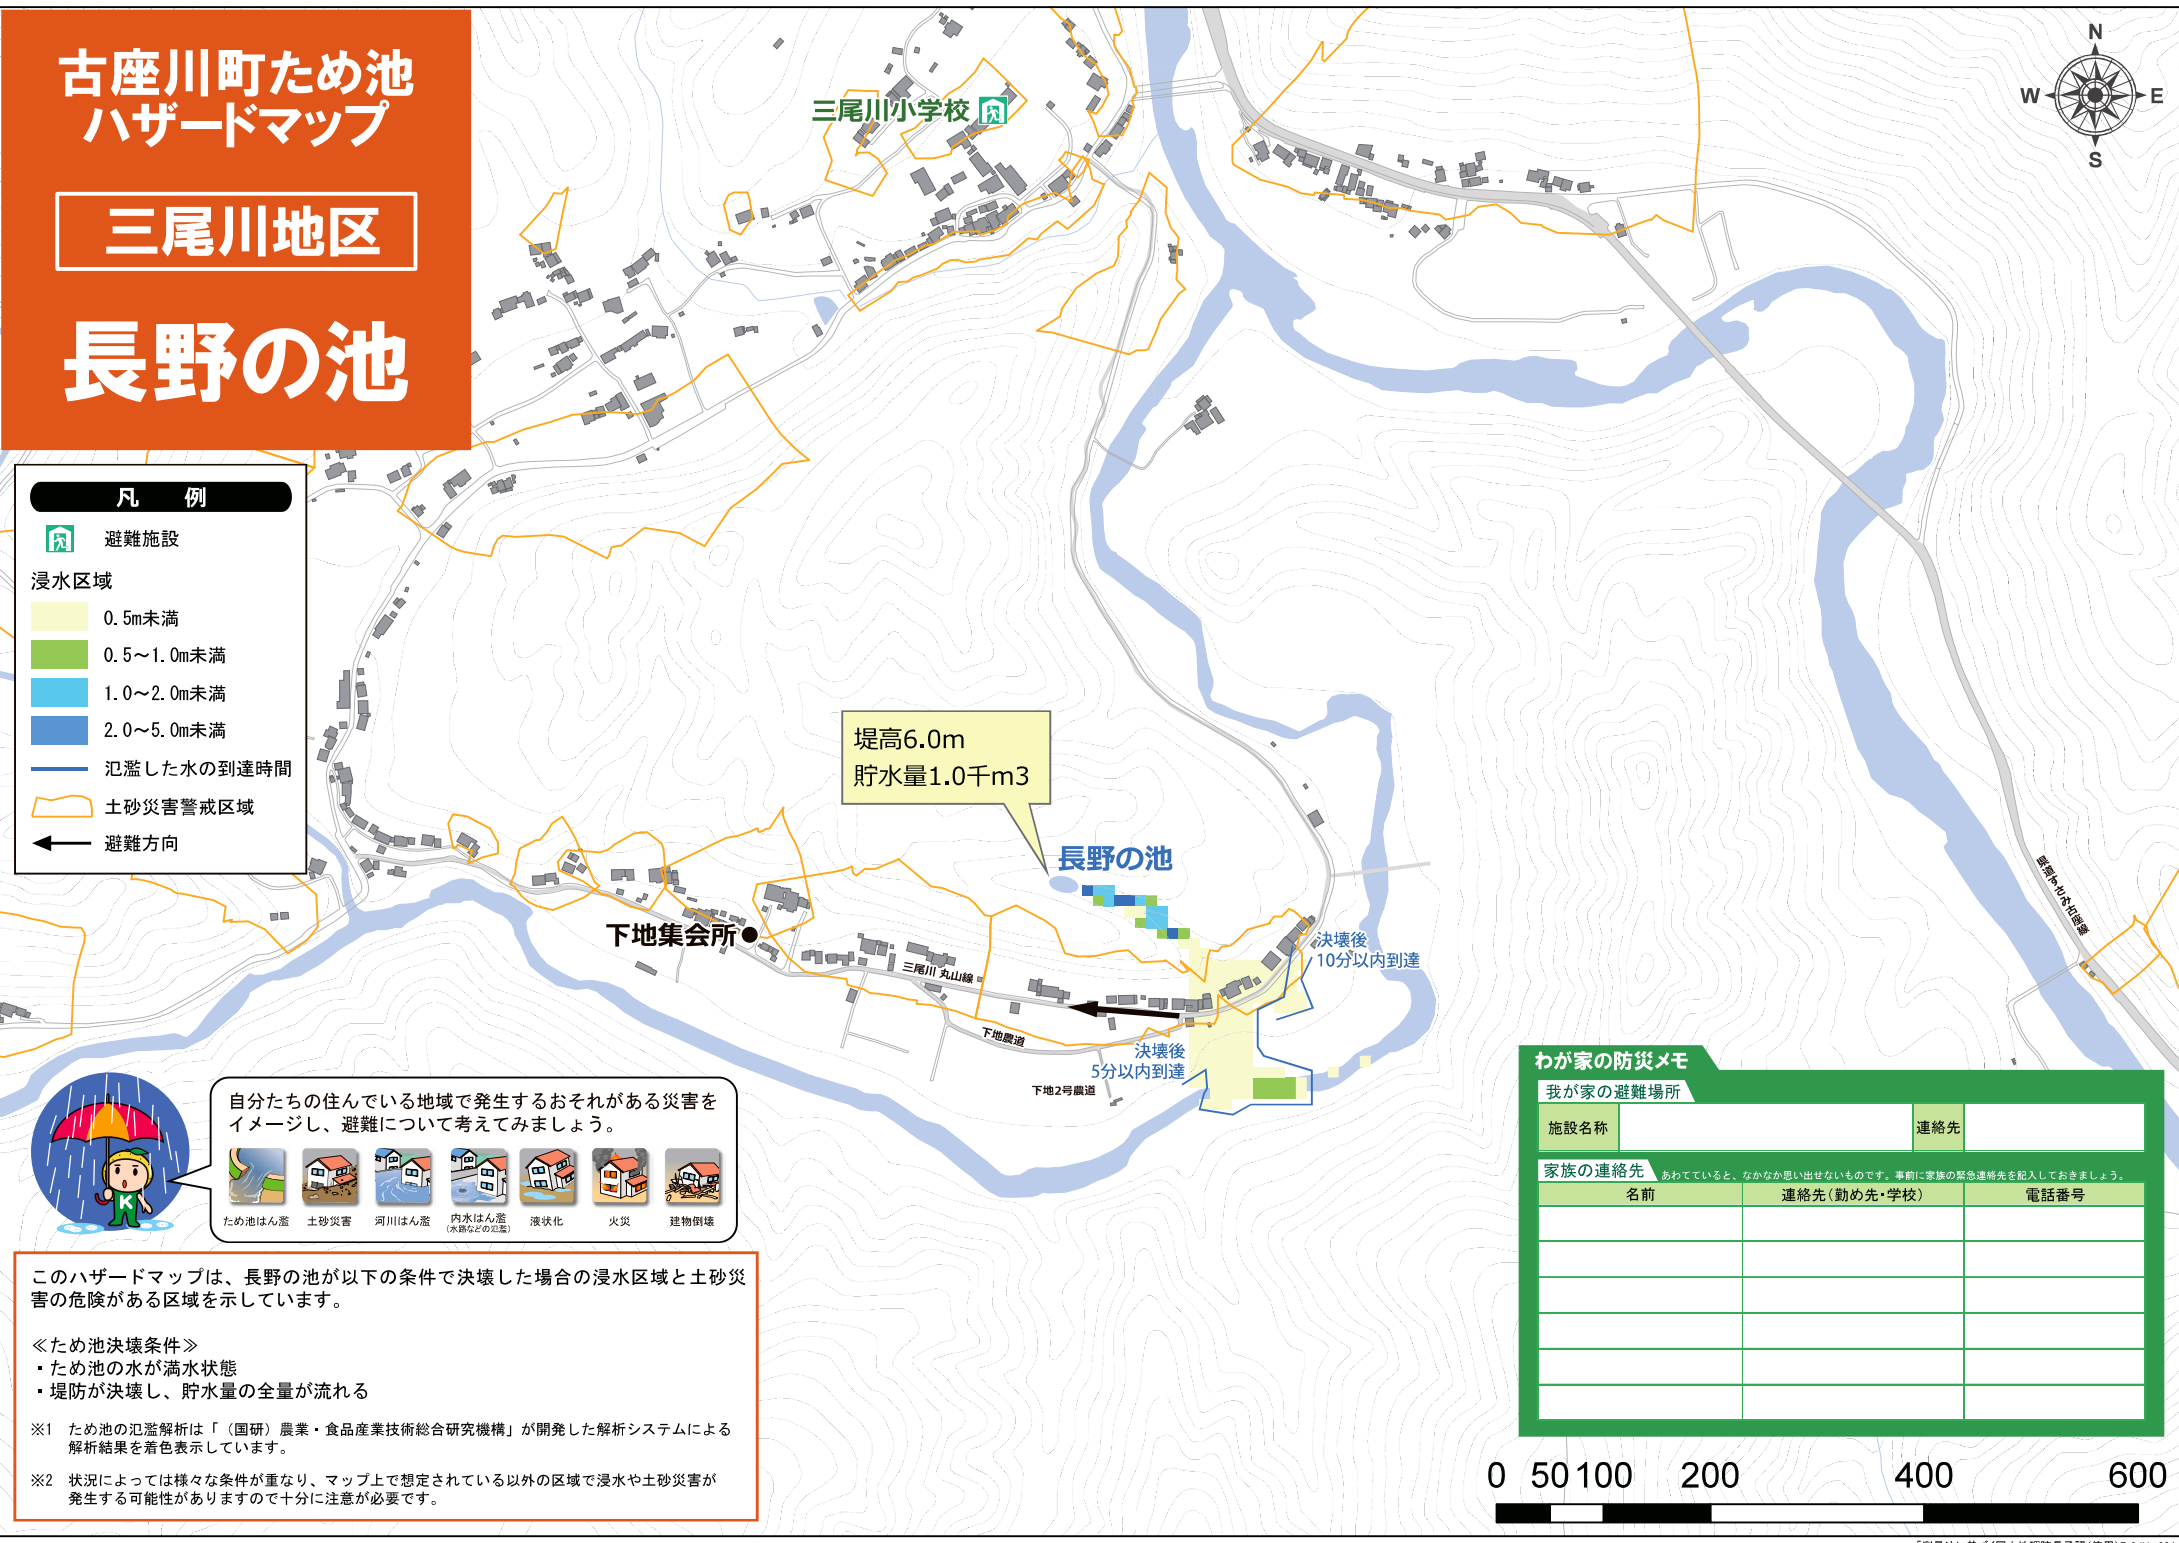 古座川町ため池
ハザードマップ
三尾川地区
長野の池
凡 例
避難施設
浸水区域
0.5m未満
0.5～1.0m未満
1.0～2.0m未満
2.0～5.0m未満
氾濫した水の到達時間
土砂災害警戒区域
避難方向
三尾川小学校
N
W
E
S
堤高6.0m
貯水量1.0千m3
長野の池
下地集会所
三尾川 丸山線
下地農道
下地2号農道
決壊後
10分以内到達
決壊後
5分以内到達
県道すさみ古座線
自分たちの住んでいる地域で発生するおそれがある災害を
イメージし、避難について考えてみましょう。
K
ため池はん濫
土砂災害
河川はん濫
内水はん濫
(水路などの氾濫)
液状化
火災
建物倒壊
このハザードマップは、長野の池が以下の条件で決壊した場合の浸水区域と土砂災
害の危険がある区域を示しています。
≪ため池決壊条件≫
・ため池の水が満水状態
・堤防が決壊し、貯水量の全量が流れる
※1 ため池の氾濫解析は「（国研）農業・食品産業技術総合研究機構」が開発した解析システムによる
解析結果を着色表示しています。
※2 状況によっては様々な条件が重なり、マップ上で想定されている以外の区域で浸水や土砂災害が
発生する可能性がありますので十分に注意が必要です。
わが家の防災メモ
我が家の避難場所
施設名称
連絡先
家族の連絡先
あわてていると、なかなか思い出せないものです。事前に家族の緊急連絡先を記入しておきましょう。
名前
連絡先(勤め先・学校)
電話番号
0 50 100 200 400 600